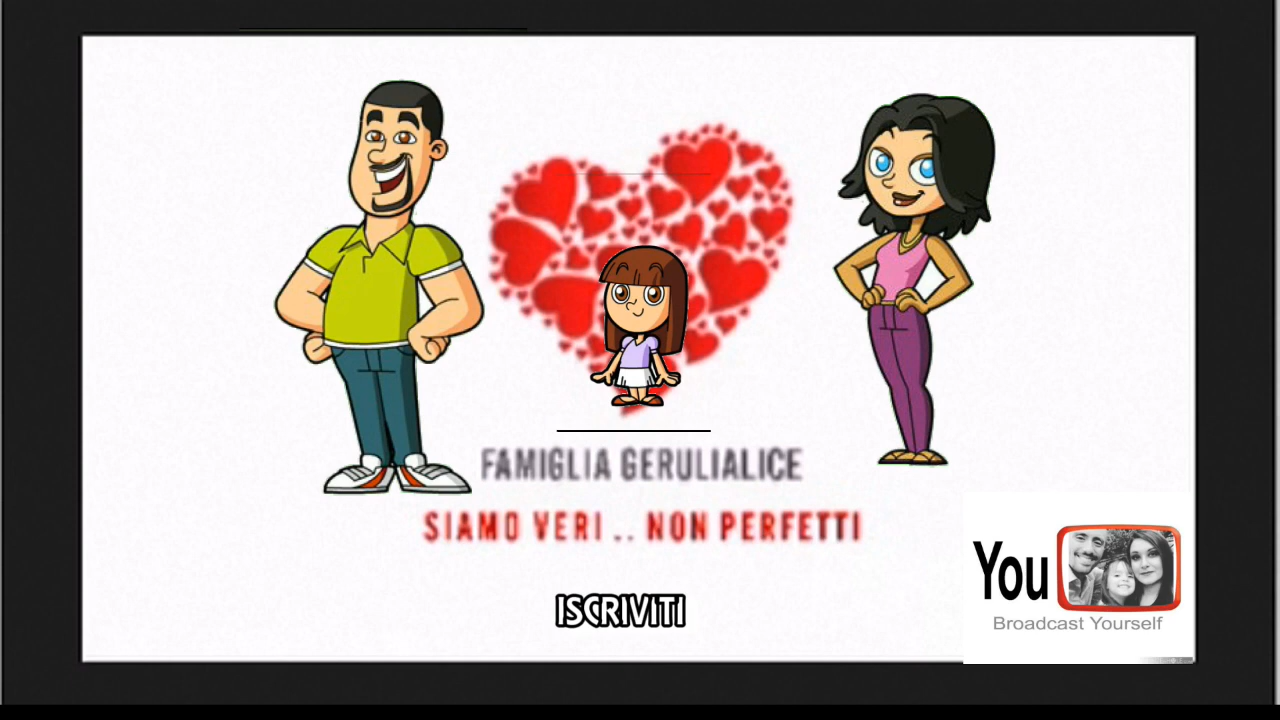 FAMIGLIA GERULIALICE
SIAMO VERI .. NON PERFETTI
ISCRIVITI
You
Broadcast Yourself